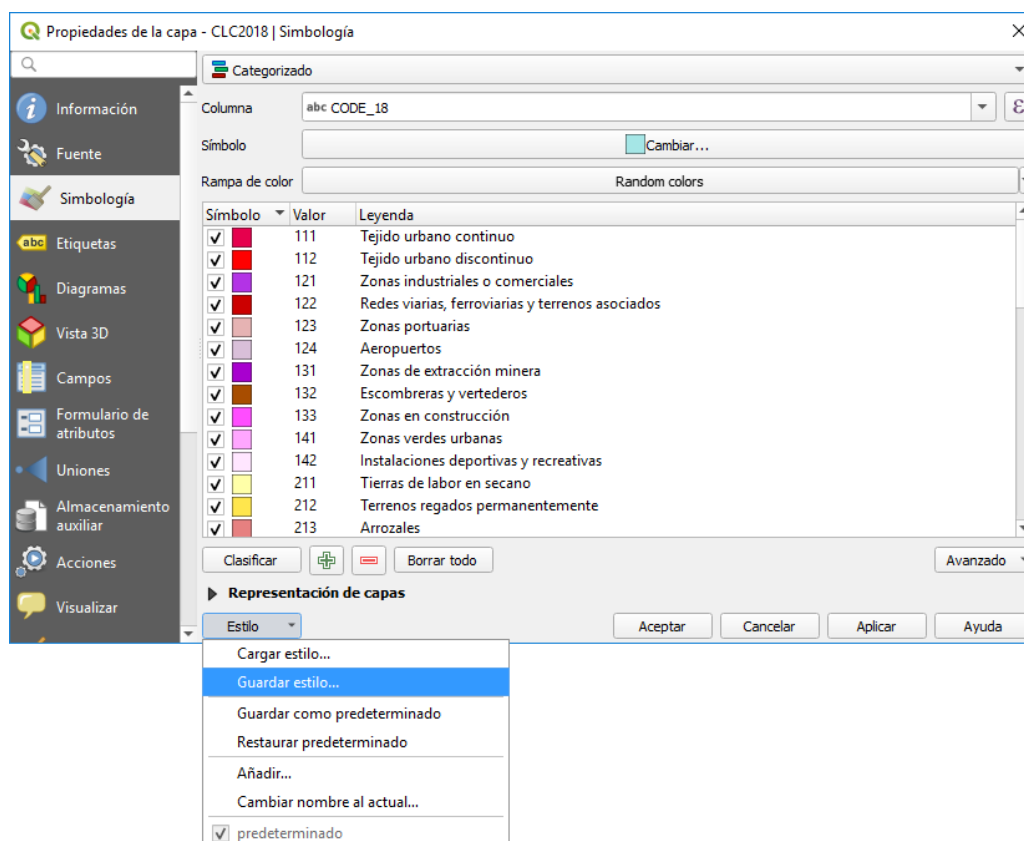 Propiedades de la capa - CLC2018 | Simbología
Categorizado
Información
Fuente
Simbología
Etiquetas
Diagramas
Vista 3D
Campos
Formulario de
atributos
Uniones
Almacenamiento
auxiliar
Acciones
Visualizar
Columna
abc CODE_18
ε
Símbolo
Cambiar...
Rampa de color
Random colors
Símbolo Valor Leyenda
111 Tejido urbano continuo
112 Tejido urbano discontinuo
121 Zonas industriales o comerciales
122 Redes viarias, ferroviarias y terrenos asociados
123 Zonas portuarias
124 Aeropuertos
131 Zonas de extracción minera
132 Escombreras y vertederos
133 Zonas en construcción
141 Zonas verdes urbanas
142 Instalaciones deportivas y recreativas
211 Tierras de labor en secano
212 Terrenos regados permanentemente
213 Arrozales
Clasificar
Borrar todo
Avanzado
Representación de capas
Estilo
Aceptar
Cancelar
Aplicar
Ayuda
Cargar estilo...
Guardar estilo...
Guardar como predeterminado
Restaurar predeterminado
Añadir...
Cambiar nombre al actual...
predeterminado